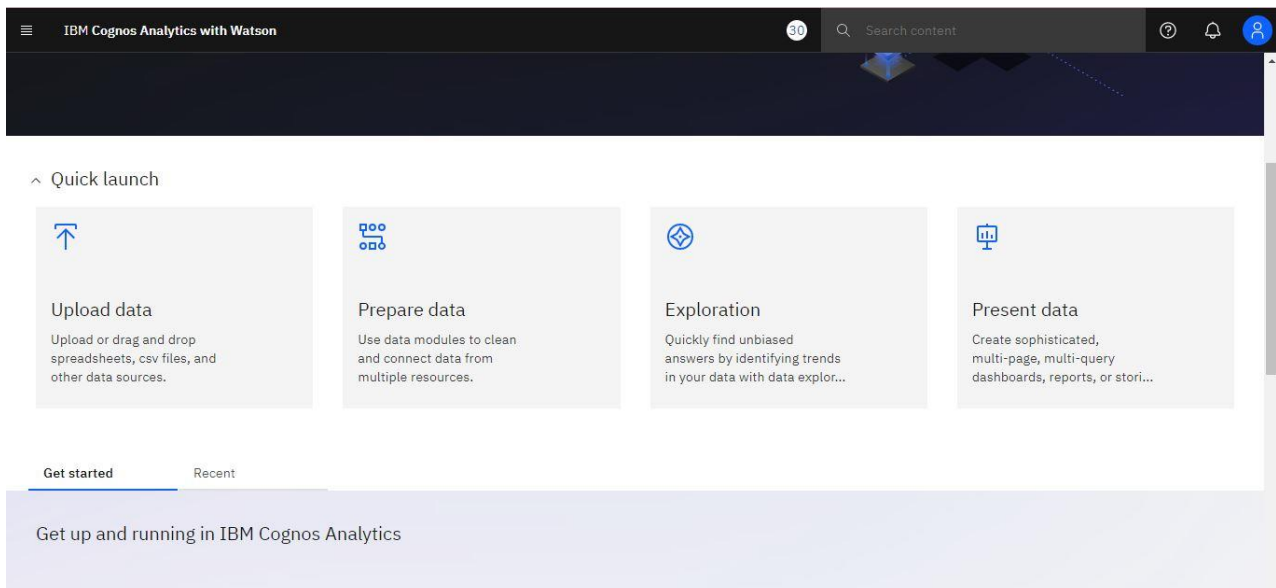 IBM Cognos Analytics with Watson
30
Search content
Quick launch
Upload data
Upload or drag and drop
spreadsheets, csv files, and
other data sources.
Prepare data
Use data modules to clean
and connect data from
multiple resources.
Exploration
Quickly find unbiased
answers by identifying trends
in your data with data explor...
Present data
Create sophisticated,
multi-page, multi-query
dashboards, reports, or stori...
Get started
Recent
Get up and running in IBM Cognos Analytics